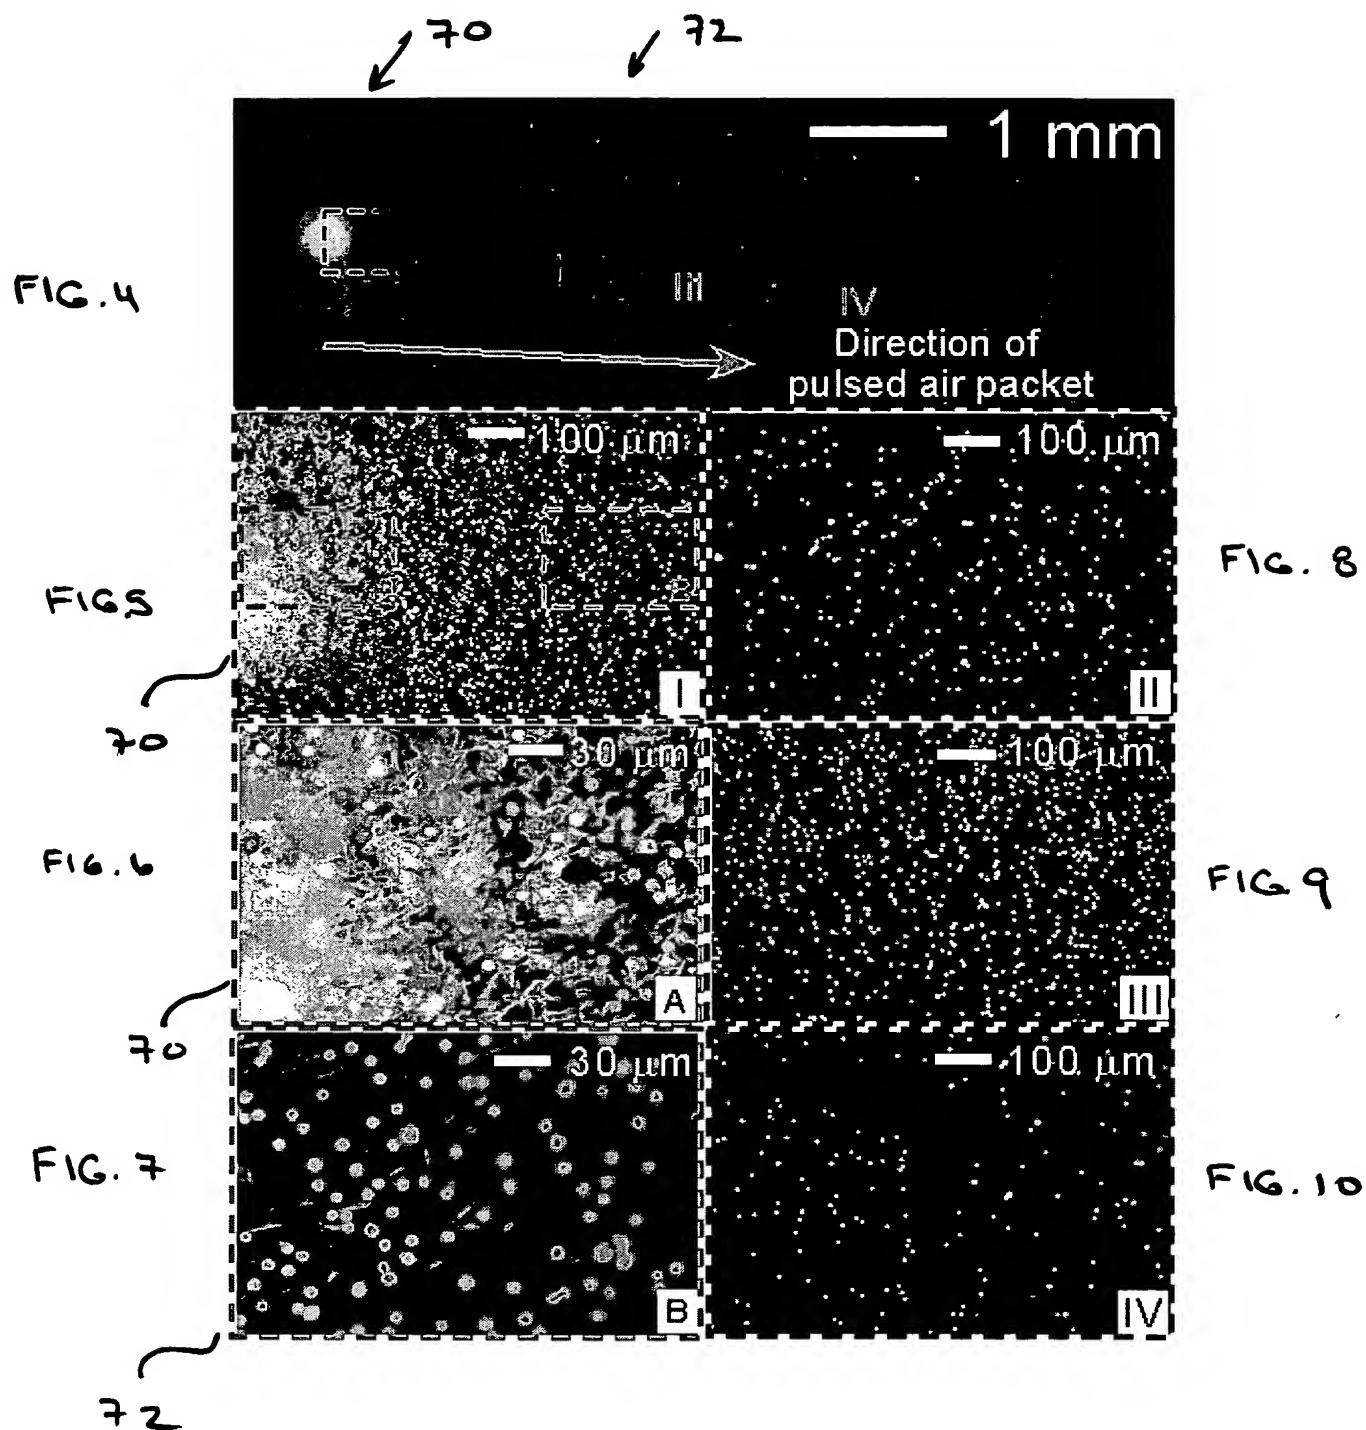 70
72
1 mm
FIG. 4
III
IV
Direction of
pulsed air packet
100 μm
100 μm
FIG 5
FIG. 8
I
II
70
30 μm
100 μm
FIG. 6
FIG 9
A
III
70
30 μm
100 μm
FIG. 7
FIG. 10
B
IV
72